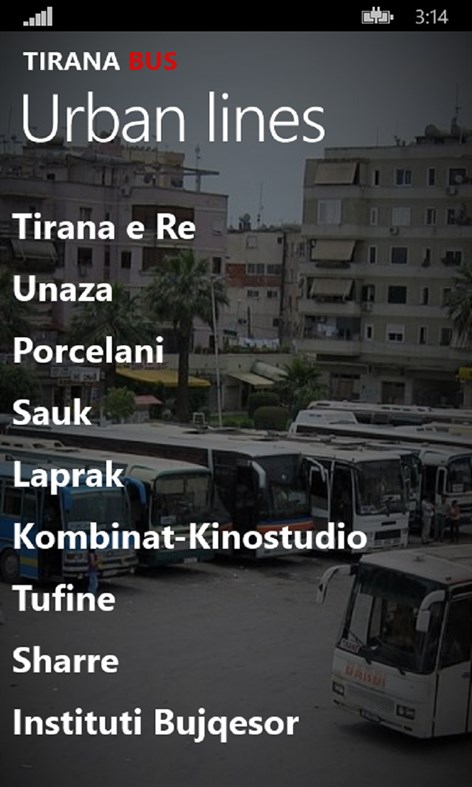 3:14
TIRANA BUS
Urban lines
Tirana e Re
Unaza
Porcelani
Sauk
Laprak
Kombinat-Kinostudio
Tufine
Sharre
Instituti Bujqesor